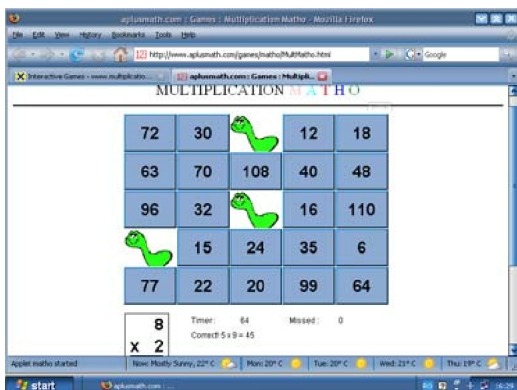 aplusmath.com : Games : Multiplication Matho - Mozilla Firefox
File Edit View History Bookmarks Tools Help
http://www.aplusmath.com/games/matho/MultMatho.html
Google
Interactive Games - www.multiplicatio...
aplusmath.com : Games : Multipli...
MULTIPLICATION MATHO
72 30 12 18
63 70 108 40 48
96 32 16 110
15 24 35 6
77 22 20 99 64
8
x 2
Timer: 64 Missed: 0
Correct! 5 x 9 = 45
Applet matho started
Now: Mostly Sunny, 22° C Mon: 20° C Tue: 20° C Wed: 21° C Thu: 19° C
start
aplusmath.com : ...